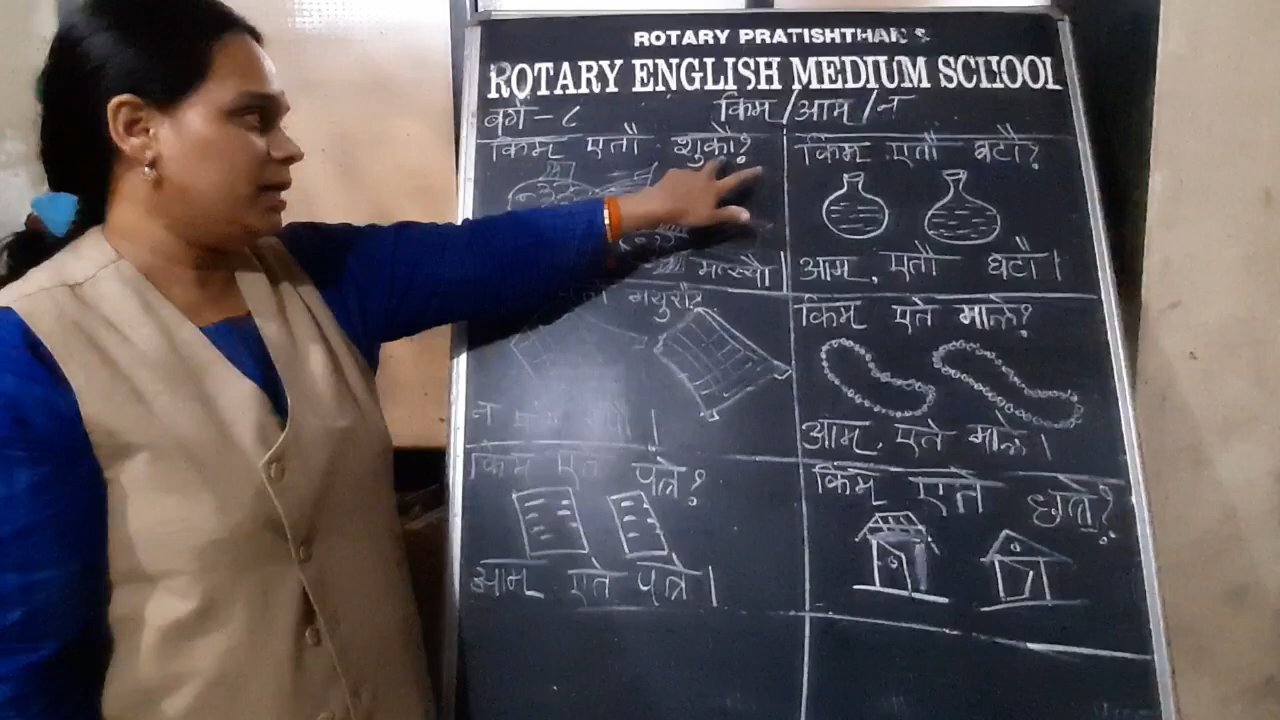 ROTARY PRATISHTHAN'S
ROTARY ENGLISH MEDIUM SCHOOL
वर्ग - ८ किम्/आम्/न
किम् एतौ शुकौ?
मत्स्यौ।
किम् एतौ घटौ?
आम्, एतौ घटौ।
मयुरौ?
न
किम् एते माले?
आम्, एते माले।
किम् एते पत्रे?
आम् एते पत्रे।
किम् एते छत्रे?